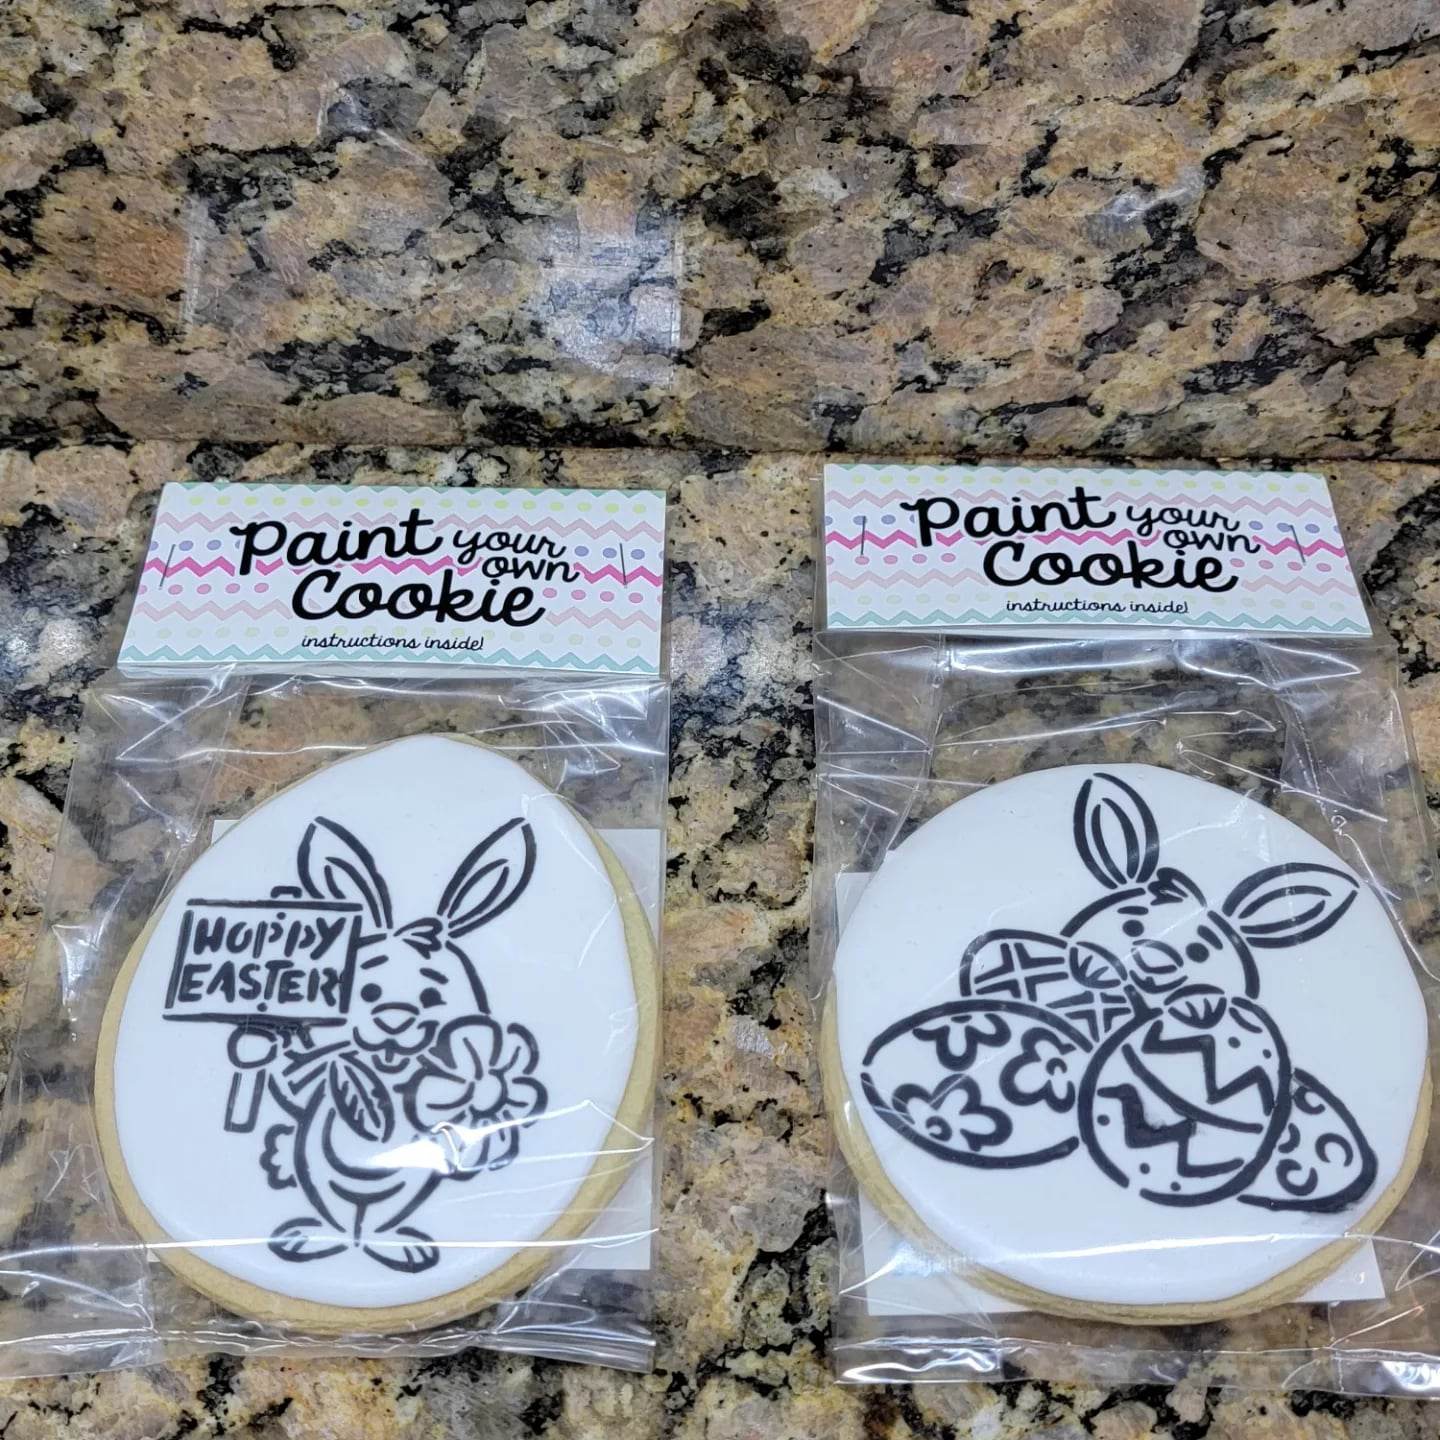 Paint your
own
Cookie
instructions inside!
HOPPY
EASTER
Paint your
own
Cookie
instructions inside!